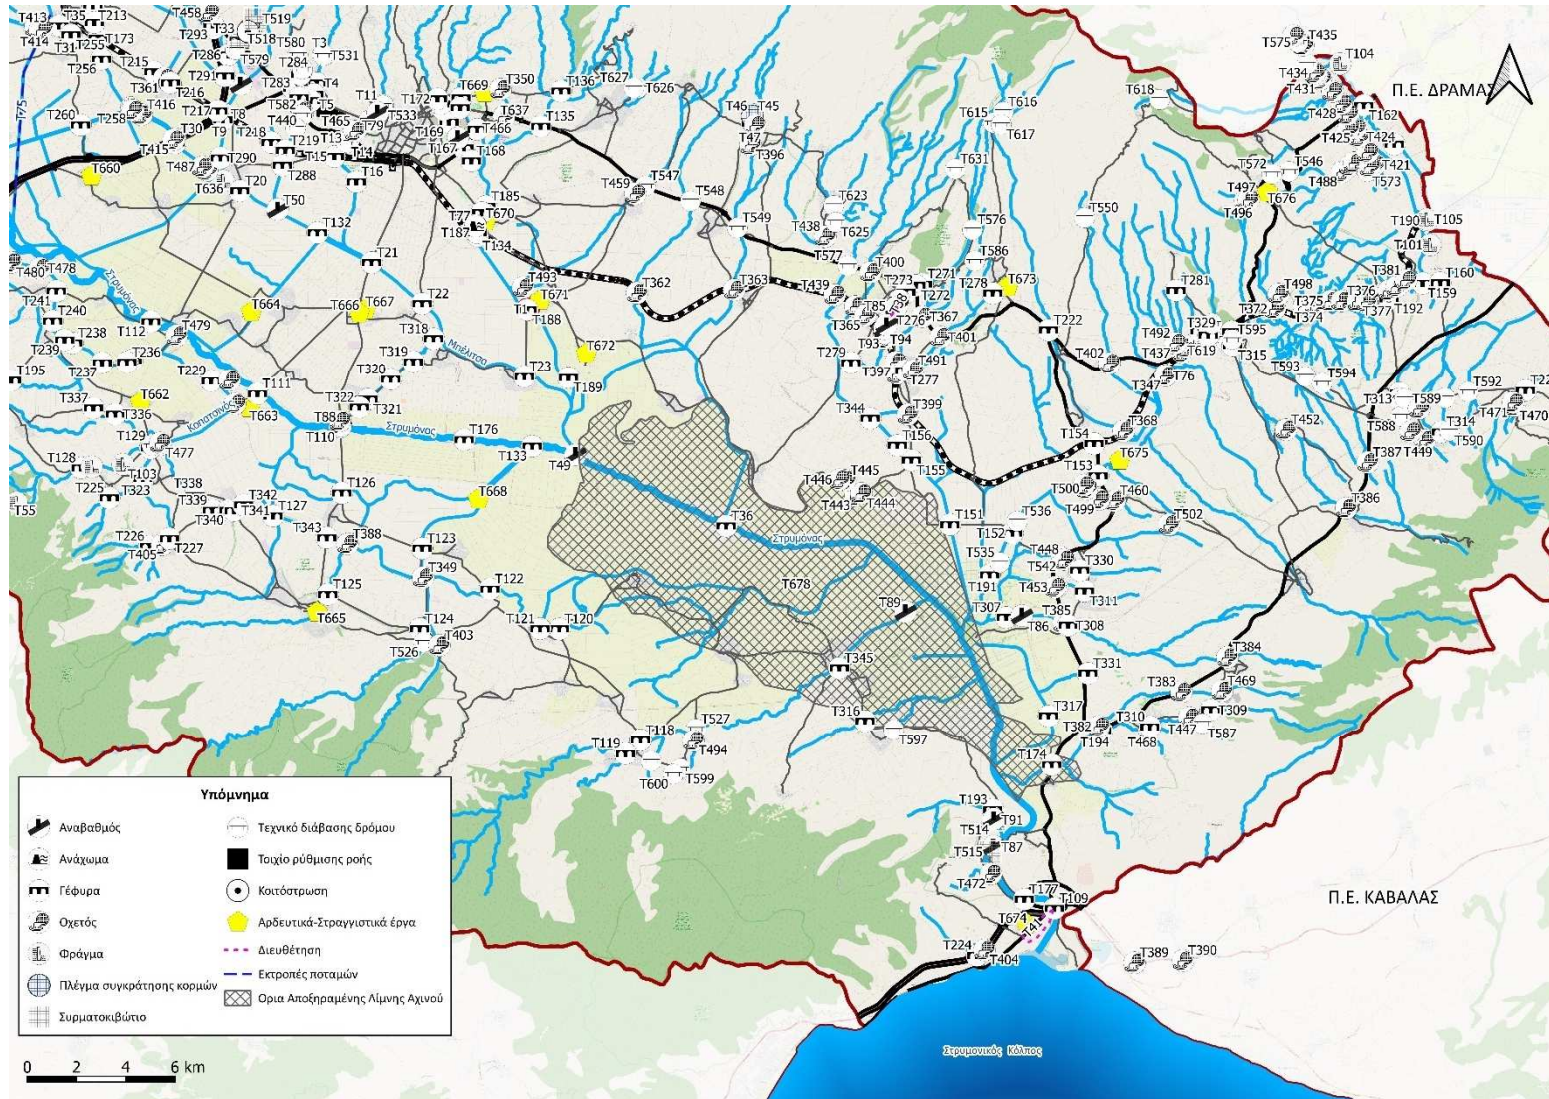 T413 T35 T213 T458 T33 T519
T414 T31 T255 T173 T293 T518 T580 T3
T256 T215 T286 T579 T284 T531
T361 T216 T291 T283 T4
T260 T258 T416 T217 T8 T582 T5 T11 T533 T172 T669 T350 T136 T627 T626
T415 T30 T9 T218 T440 T465 T79 T169 T466 T637 T135
T487 T290 T219 T15 T13 T14 T167 T168
T660 T636 T20 T288 T16
T50 T132 T21 T22
T77 T185 T670 T187 T134
T46 T45 T47 T396
T459 T547 T548 T549
T623 T438 T625 T577
T615 T616 T617 T631 T618
T576 T586 T550
T575 T435 T104 T434 T431
Π.Ε. ΔΡΑΜΑΣ
T428 T162 T425 T424 T421
T572 T546 T488 T573
T497 T676 T496
T190 T105 T101
T480 T478 T241 T240 T238 T239 T112 T479
Στρυμόνας
T664 T666 T667 T318
T493 T671 T188 T362 T363
T439 T400 T273 T271 T272 T278 T673
T85 T98 T365 T276 T367 T93 T94 T401
T222 T281 T498 T372 T375 T376 T374 T381 T377 T192 T160 T159
T195 T237 T236 T229 T111 T319 T320
Μπέλιτσα
T672 T23 T189
T279 T397 T491 T277
T402 T492 T437 T329 T619 T595 T315
T347 T76 T593 T594
T337 T336 T662 T663 T322 T321
Καπατσινός
T88 T110
Στρυμόνας
T176 T133 T49
T344 T399 T156 T155
T154 T368 T675 T153
T452 T313 T589 T592 T588 T314 T590 T449 T471 T470 T387
T128 T129 T477 T225 T103 T323
T55 T338 T339 T340 T342 T341 T127 T126 T668
T446 T445 T443 T444
T500 T460 T499 T502 T386
T226 T405 T227 T343 T388 T123 T349
T36
Στρυμόνας
T151 T536 T152 T535 T448 T542 T330 T191 T453
T125 T665 T122 T124 T121 T120 T403 T526
T678 T89 T307 T385 T311 T86 T308
T345 T331 T384 T383 T469
T119 T118 T527 T494 T600 T599
T316 T597 T317 T174 T382 T310 T194 T468 T447 T309 T587
T193 T91 T514 T515 T87 T472
T177 T109 T674 T41 T224 T404
Π.Ε. ΚΑΒΑΛΑΣ
T389 T390
Στρυμονικός Κόλπος
Υπόμνημα
Αναβαθμός
Ανάχωμα
Γέφυρα
Οχετός
Φράγμα
Πλέγμα συγκράτησης κορμών
Συρματοκιβώτιο
Τεχνικό διάβασης δρόμου
Τοιχίο ρύθμισης ροής
Κοιτόστρωση
Αρδευτικά-Στραγγιστικά έργα
Διευθέτηση
Εκτροπές ποταμών
Ορια Αποξηραμένης Λίμνης Αχινού
0 2 4 6 km